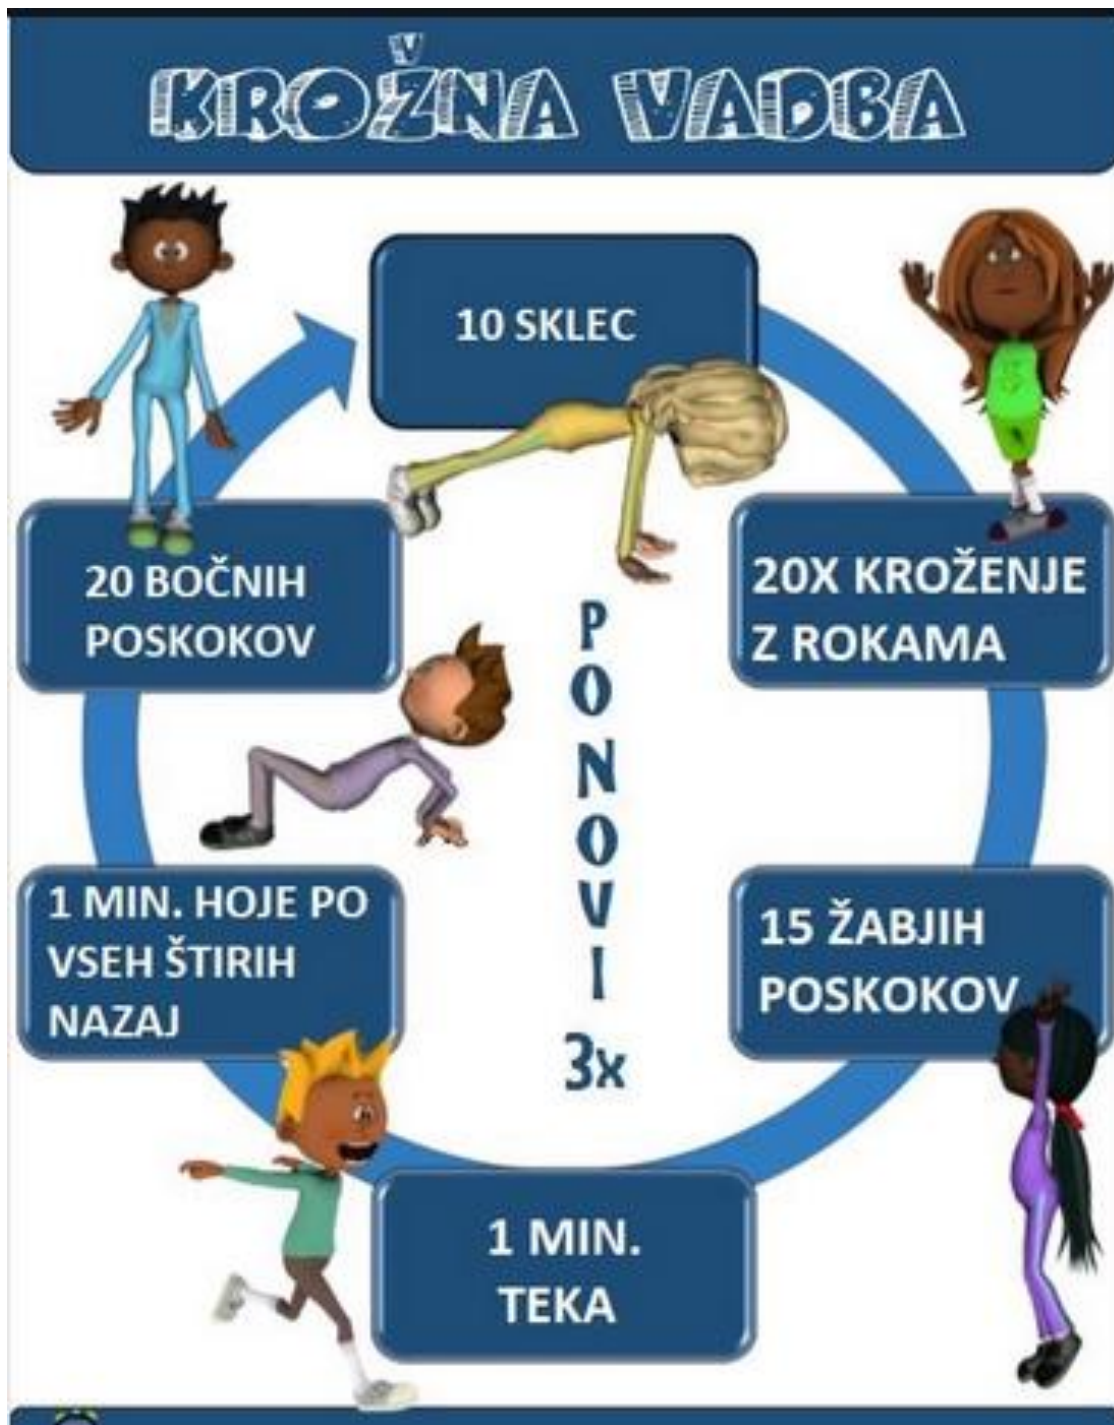 KROŽNA VADBA
10 SKLEC
20X KROŽENJE
Z ROKAMA
15 ŽABJIH
POSKOKOV
1 MIN.
TEKA
1 MIN. HOJE PO
VSEH ŠTIRIH
NAZAJ
20 BOČNIH
POSKOKOV
PONOVI
3x